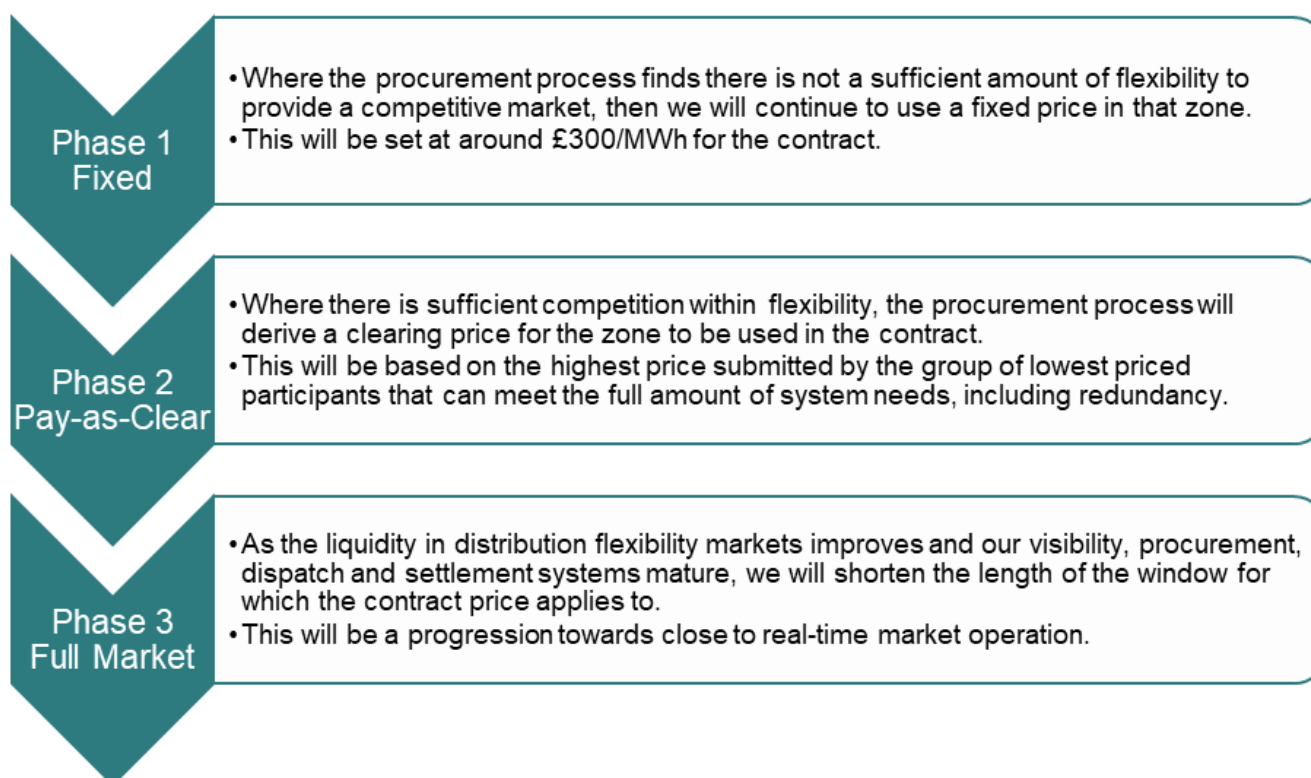 Phase 1
Fixed
•Where the procurement process finds there is not a sufficient amount of flexibility to
provide a competitive market, then we will continue to use a fixed price in that zone.
•This will be set at around £300/MWh for the contract.
Phase 2
Pay-as-Clear
•Where there is sufficient competition within flexibility, the procurement process will
derive a clearing price for the zone to be used in the contract.
•This will be based on the highest price submitted by the group of lowest priced
participants that can meet the full amount of system needs, including redundancy.
Phase 3
Full Market
•As the liquidity in distribution flexibility markets improves and our visibility, procurement,
dispatch and settlement systems mature, we will shorten the length of the window for
which the contract price applies to.
•This will be a progression towards close to real-time market operation.